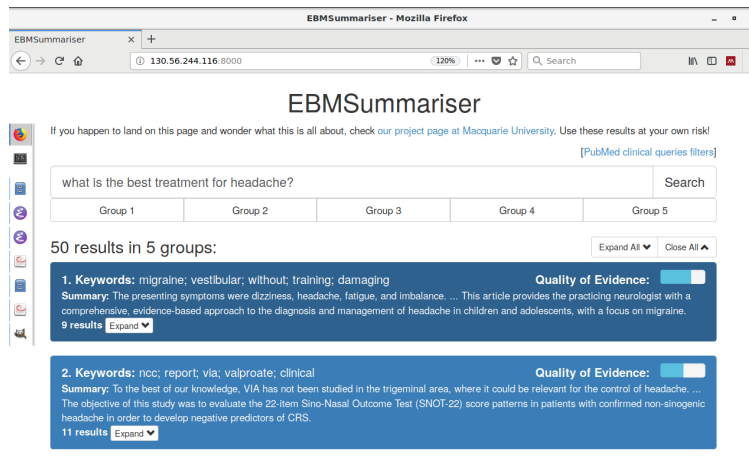 EBMSummariser - Mozilla Firefox
EBMSummariser × +
130.56.244.116:8000 120% ••• Search
EBMSummariser
If you happen to land on this page and wonder what this is all about, check our project page at Macquarie University. Use these results at your own risk!
[PubMed clinical queries filters]
what is the best treatment for headache? Search
Group 1 Group 2 Group 3 Group 4 Group 5
50 results in 5 groups: Expand All Close All
1. Keywords: migraine; vestibular; without; training; damaging Quality of Evidence:
Summary: The presenting symptoms were dizziness, headache, fatigue, and imbalance. ... This article provides the practicing neurologist with a
comprehensive, evidence-based approach to the diagnosis and management of headache in children and adolescents, with a focus on migraine.
9 results Expand
2. Keywords: ncc; report; via; valproate; clinical Quality of Evidence:
Summary: To the best of our knowledge, VIA has not been studied in the trigeminal area, where it could be relevant for the control of headache. ...
The objective of this study was to evaluate the 22-item Sino-Nasal Outcome Test (SNOT-22) score patterns in patients with confirmed non-sinogenic
headache in order to develop negative predictors of CRS.
11 results Expand